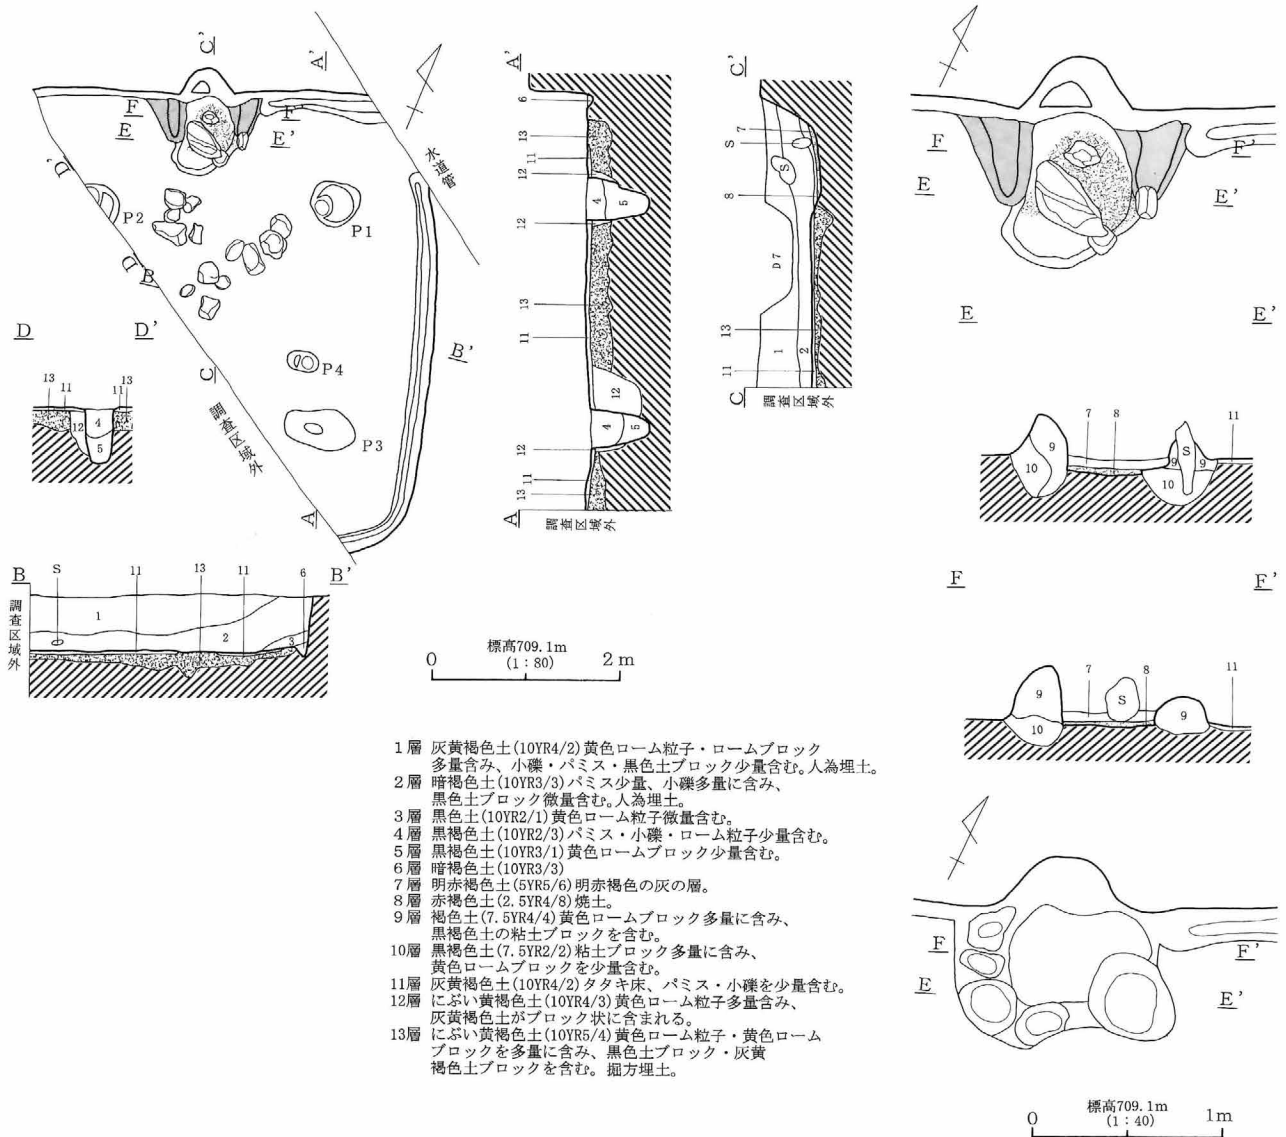 C'
A'
F
F'
E
E'
水道管
D'
P2
P1
D
B
D
D'
C
B'
P4
P3
調査区域外
A
13
11
11
13
12
4
5
A'
6
13
11
12
4
5
12
13
11
12
4
5
12
11
13
A
調査区域外
C'
7
S
S
8
D7
13
1
2
11
C
調査区域外
F
F'
E
E'
E
E'
7
8
11
9
10
S
9
9
10
F
F'
7
8
11
9
10
S
9
F
F'
E
E'
B
S
11
13
11
6
B'
調査区域外
1
2
3
標高709.1m
(1:80)
0
2m
1層 灰黄褐色土(10YR4/2)黄色ローム粒子・ロームブロック
多量含み、小礫・パミス・黒色土ブロック少量含む。人為埋土。
2層 暗褐色土(10YR3/3)パミス少量、小礫多量に含み、
黒色土ブロック微量含む。人為埋土。
3層 黒色土(10YR2/1)黄色ローム粒子微量含む。
4層 黒褐色土(10YR2/3)パミス・小礫・ローム粒子少量含む。
5層 黒褐色土(10YR3/1)黄色ロームブロック少量含む。
6層 暗褐色土(10YR3/3)
7層 明赤褐色土(5YR5/6)明赤褐色の灰の層。
8層 赤褐色土(2.5YR4/8)焼土。
9層 褐色土(7.5YR4/4)黄色ロームブロック多量に含み、
黒褐色土の粘土ブロックを含む。
10層 黒褐色土(7.5YR2/2)粘土ブロック多量に含み、
黄色ロームブロックを少量含む。
11層 灰黄褐色土(10YR4/2)タタキ床、パミス・小礫を少量含む。
12層 にぶい黄褐色土(10YR4/3)黄色ローム粒子多量含み、
灰黄褐色土がブロック状に含まれる。
13層 にぶい黄褐色土(10YR5/4)黄色ローム粒子・黄色ローム
ブロックを多量に含み、黒色土ブロック・灰黄
褐色土ブロックを含む。掘方埋土。
標高709.1m
(1:40)
0
1m